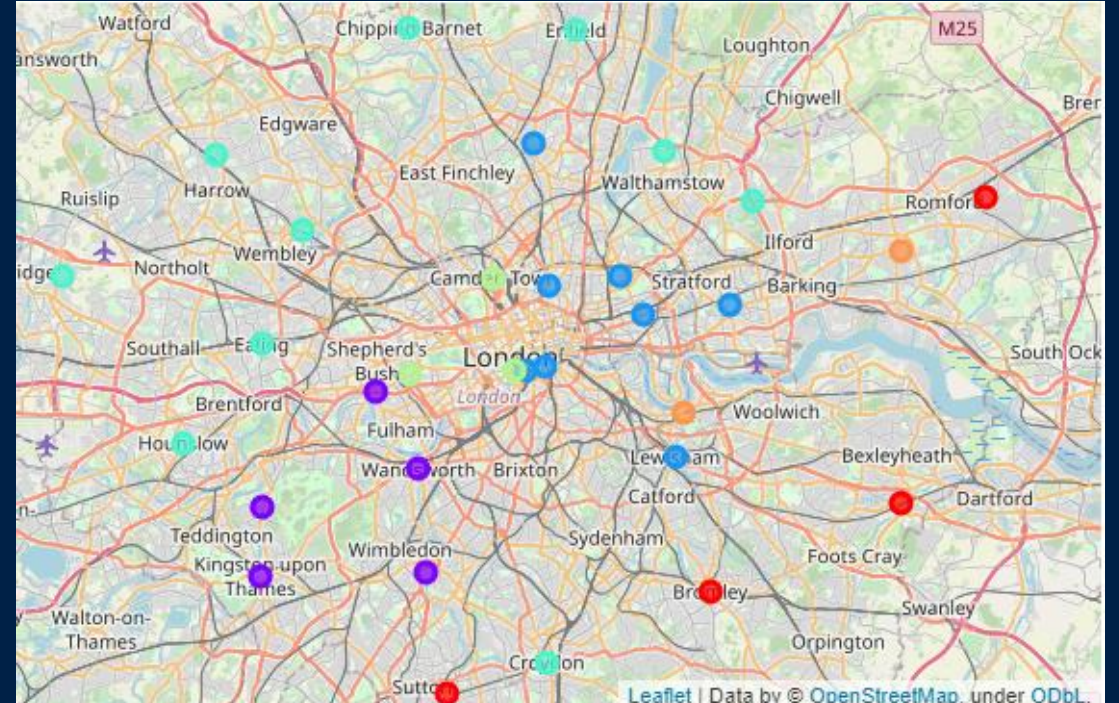 Watford
Chipping Barnet
Enfield
M25
Loughton
answorth
Chigwell
Brer
Edgware
East Finchley
Walthamstow
Harrow
Ruislip
Romford
Ilford
Wembley
idge
Northolt
Camden Town
Stratford
Barking
Southall
Ealing
Shepherd's
Bush
London
South Ock
London
Brentford
Woolwich
Fulham
Hounslow
Wandsworth
Brixton
Lewisham
Bexleyheath
Catford
Dartford
n-
Teddington
Sydenham
Wimbledon
Foots Cray
Kingston upon
Thames
Bromley
Swanley
y
Walton-on-
Thames
Orpington
Croydon
Sutton
Leaflet | Data by © OpenStreetMap, under ODbL.